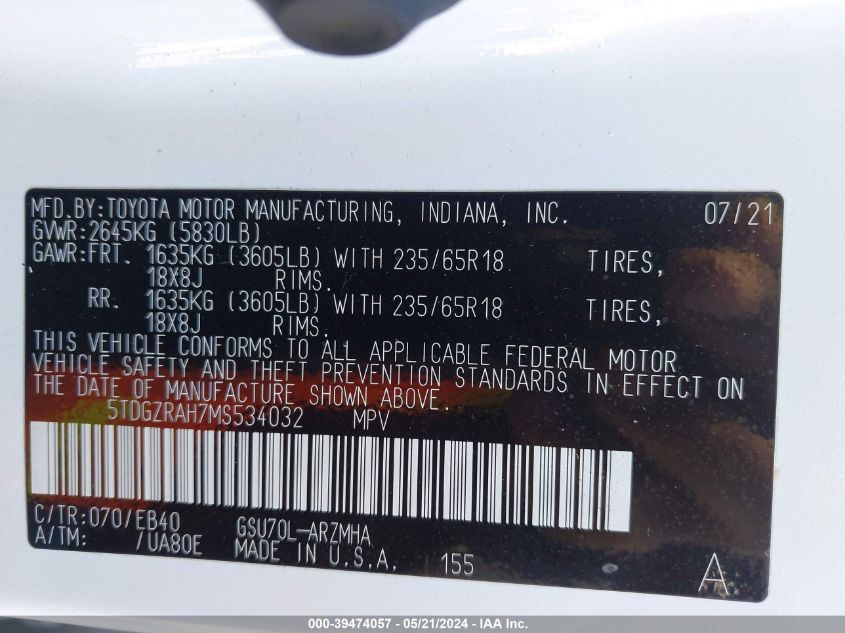 MFD.BY:TOYOTA MOTOR MANUFACTURING, INDIANA, INC. 07/21
GVWR:2645KG (5830LB)
GAWR:FRT. 1635KG (3605LB) WITH 235/65R18 TIRES,
18X8J RIMS.
RR. 1635KG (3605LB) WITH 235/65R18 TIRES,
18X8J RIMS.
THIS VEHICLE CONFORMS TO ALL APPLICABLE FEDERAL MOTOR
VEHICLE SAFETY AND THEFT PREVENTION STANDARDS IN EFFECT ON
THE DATE OF MANUFACTURE SHOWN ABOVE.
5TDGZRAH7MS534032 MPV
C/TR:070/EB40 GSU70L-ARZMHA
A/TM: /UA80E MADE IN U.S.A. 155 A
000-39474057 - 05/21/2024 - IAA Inc.